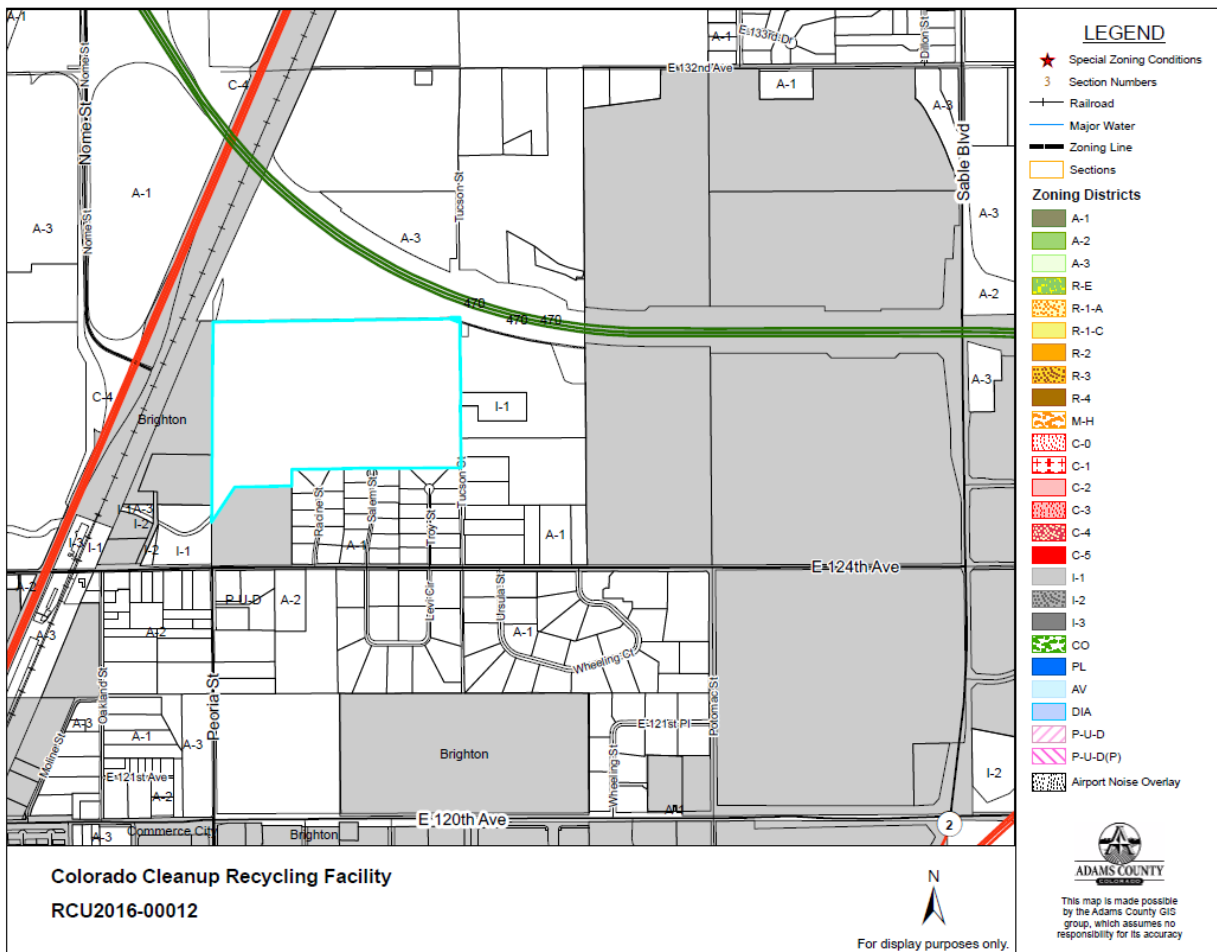 A-1
Nome St
Nome St
Nome St
C-4
A-1
A-3
E 132nd Ave
E 133rd Dr
A-1
Dillon St
A-1
A-3
Sable Blvd
Tucson St
A-3
A-3
A-2
470
470
470
A-3
C-4
Brighton
I-1
Racine St
Salem St
Troy St
Tucson St
A-1
A-1
A-3
I-2
I-2
I-1
I-3
I-1
E 124th Ave
A-2
A-3
A-2
P-U-D
A-2
Levi Cir
Ursula St
A-1
Wheeling Ct
Potomac St
Oakland St
Peoria St
Moline St
A-3
A-1
A-3
E 121st Ave
A-2
Brighton
E 121st Pl
Wheeling St
A-1
I-2
E 120th Ave
A-3
Commerce City
Brighton
2
LEGEND
Special Zoning Conditions
3 Section Numbers
Railroad
Major Water
Zoning Line
Sections
Zoning Districts
A-1
A-2
A-3
R-E
R-1-A
R-1-C
R-2
R-3
R-4
M-H
C-0
C-1
C-2
C-3
C-4
C-5
I-1
I-2
I-3
CO
PL
AV
DIA
P-U-D
P-U-D(P)
Airport Noise Overlay
ADAMS COUNTY
COLORADO
This map is made possible
by the Adams County GIS
group, which assumes no
responsibility for its accuracy
Colorado Cleanup Recycling Facility
RCU2016-00012
N
For display purposes only.